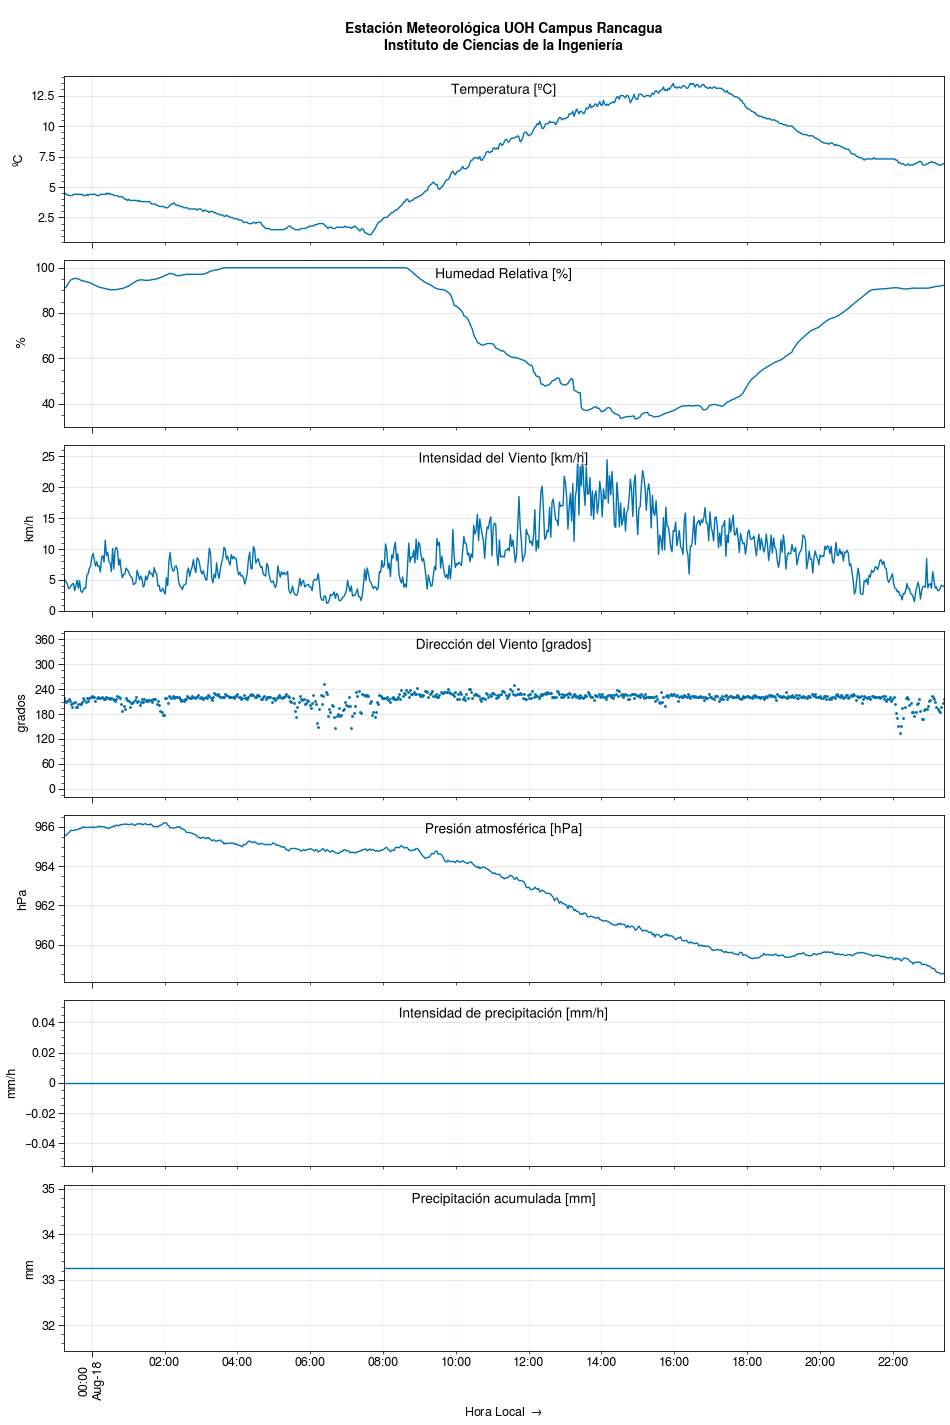 Estación Meteorológica UOH Campus Rancagua
Instituto de Ciencias de la Ingeniería
Temperatura [ºC]
12.5
10
7.5
5
2.5
ºC
Humedad Relativa [%]
100
80
60
40
%
Intensidad del Viento [km/h]
25
20
15
10
5
0
km/h
Dirección del Viento [grados]
360
300
240
180
120
60
0
grados
Presión atmosférica [hPa]
966
964
962
960
hPa
Intensidad de precipitación [mm/h]
0.04
0.02
0
−0.02
−0.04
mm/h
Precipitación acumulada [mm]
35
34
33
32
mm
00:00
Aug-18
02:00
04:00
06:00
08:00
10:00
12:00
14:00
16:00
18:00
20:00
22:00
Hora Local →